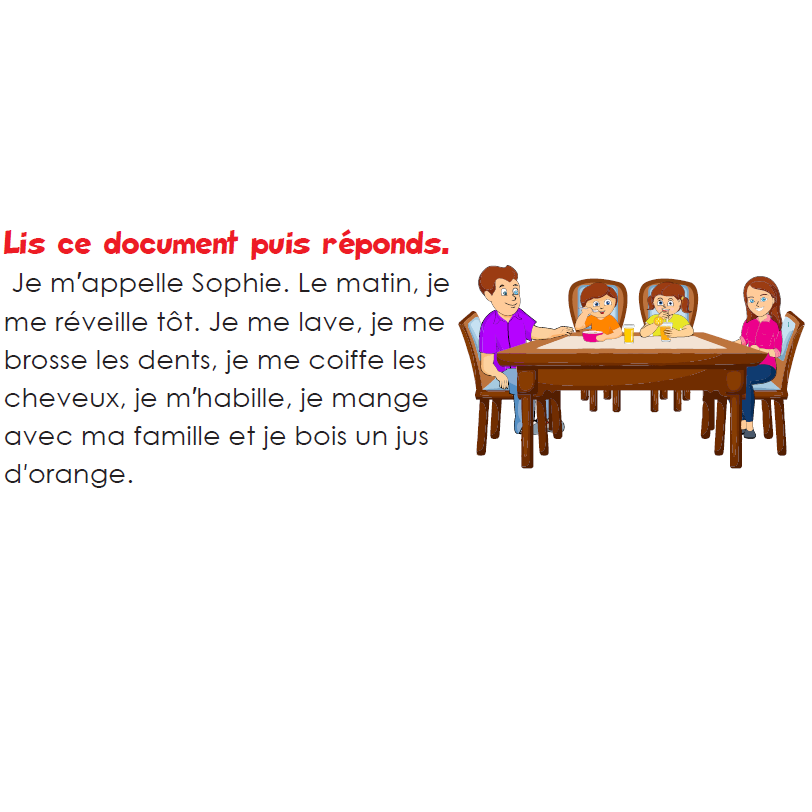 Lis ce document puis réponds.
Je m'appelle Sophie. Le matin, je
me réveille tôt. Je me lave, je me
brosse les dents, je me coiffe les
cheveux, je m'habille, je mange
avec ma famille et je bois un jus
d'orange.